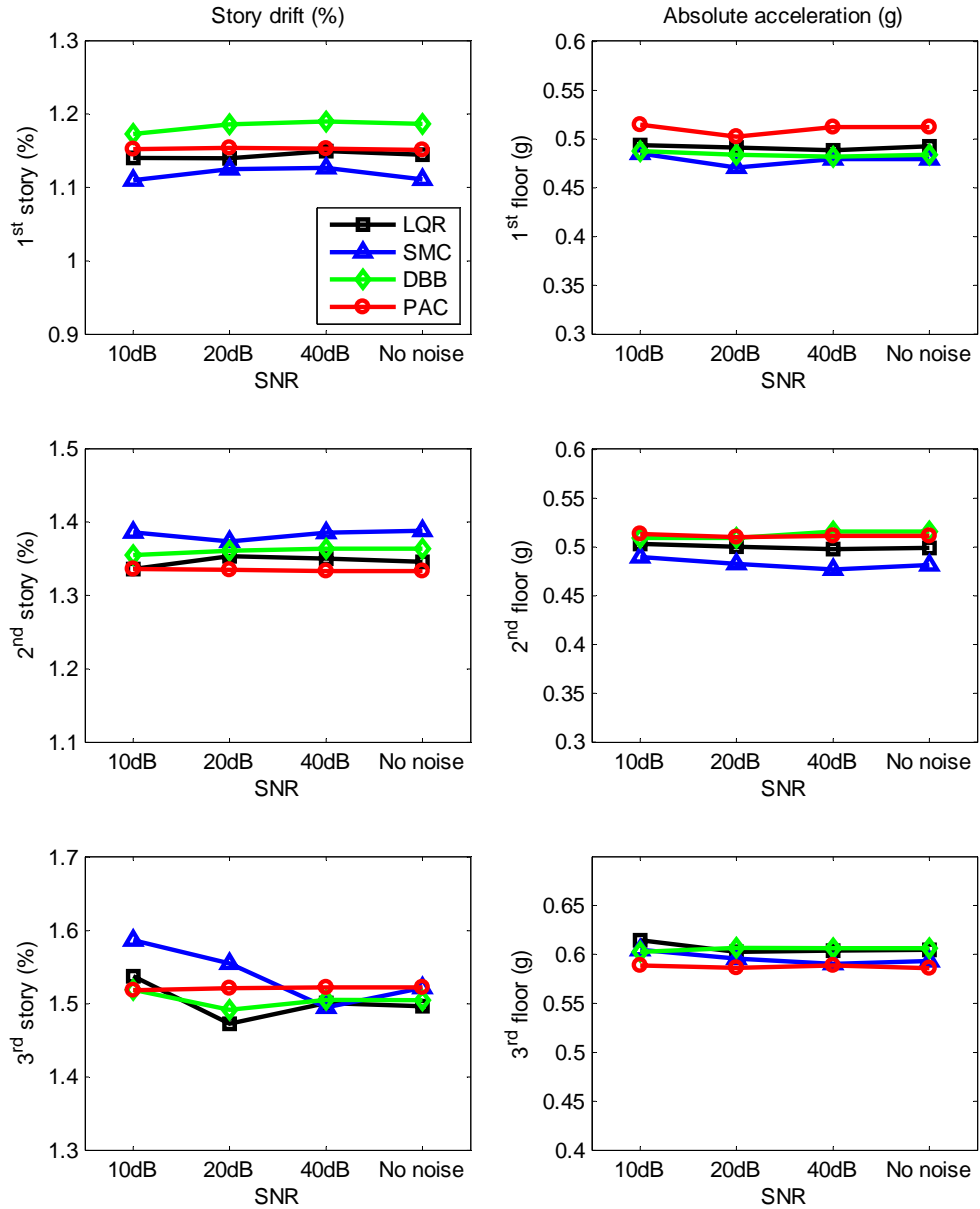 Story drift (%)
Absolute acceleration (g)
1st story (%)
1.3
1.2
1.1
1
0.9
LQR
SMC
DBB
PAC
10dB 20dB 40dB No noise
SNR
1st floor (g)
0.6
0.55
0.5
0.45
0.4
0.35
0.3
10dB 20dB 40dB No noise
SNR
2nd story (%)
1.5
1.4
1.3
1.2
1.1
10dB 20dB 40dB No noise
SNR
2nd floor (g)
0.6
0.55
0.5
0.45
0.4
0.35
0.3
10dB 20dB 40dB No noise
SNR
3rd story (%)
1.7
1.6
1.5
1.4
1.3
10dB 20dB 40dB No noise
SNR
3rd floor (g)
0.65
0.6
0.55
0.5
0.45
0.4
10dB 20dB 40dB No noise
SNR